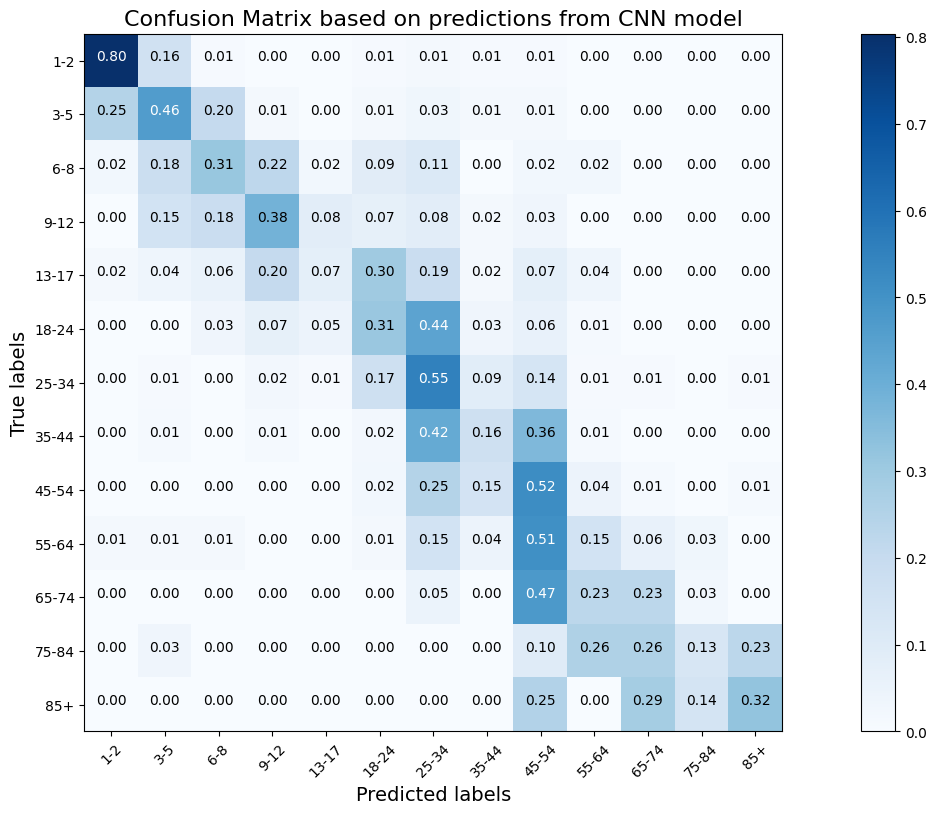 Confusion Matrix based on predictions from CNN model
1-2 0.80 0.16 0.01 0.00 0.00 0.01 0.01 0.01 0.01 0.00 0.00 0.00 0.00 0.8
3-5 0.25 0.46 0.20 0.01 0.00 0.01 0.03 0.01 0.01 0.00 0.00 0.00 0.00 0.7
6-8 0.02 0.18 0.31 0.22 0.02 0.09 0.11 0.00 0.02 0.02 0.00 0.00 0.00
9-12 0.00 0.15 0.18 0.38 0.08 0.07 0.08 0.02 0.03 0.00 0.00 0.00 0.00 0.6
13-17 0.02 0.04 0.06 0.20 0.07 0.30 0.19 0.02 0.07 0.04 0.00 0.00 0.00 0.5
18-24 0.00 0.00 0.03 0.07 0.05 0.31 0.44 0.03 0.06 0.01 0.00 0.00 0.00
True labels
25-34 0.00 0.01 0.00 0.02 0.01 0.17 0.55 0.09 0.14 0.01 0.01 0.00 0.01 0.4
35-44 0.00 0.01 0.00 0.01 0.00 0.02 0.42 0.16 0.36 0.01 0.00 0.00 0.00
45-54 0.00 0.00 0.00 0.00 0.00 0.02 0.25 0.15 0.52 0.04 0.01 0.00 0.01 0.3
55-64 0.01 0.01 0.01 0.00 0.00 0.01 0.15 0.04 0.51 0.15 0.06 0.03 0.00 0.2
65-74 0.00 0.00 0.00 0.00 0.00 0.00 0.05 0.00 0.47 0.23 0.23 0.03 0.00
75-84 0.00 0.03 0.00 0.00 0.00 0.00 0.00 0.00 0.10 0.26 0.26 0.13 0.23 0.1
85+ 0.00 0.00 0.00 0.00 0.00 0.00 0.00 0.00 0.25 0.00 0.29 0.14 0.32 0.0
1-2 3-5 6-8 9-12 13-17 18-24 25-34 35-44 45-54 55-64 65-74 75-84 85+
Predicted labels